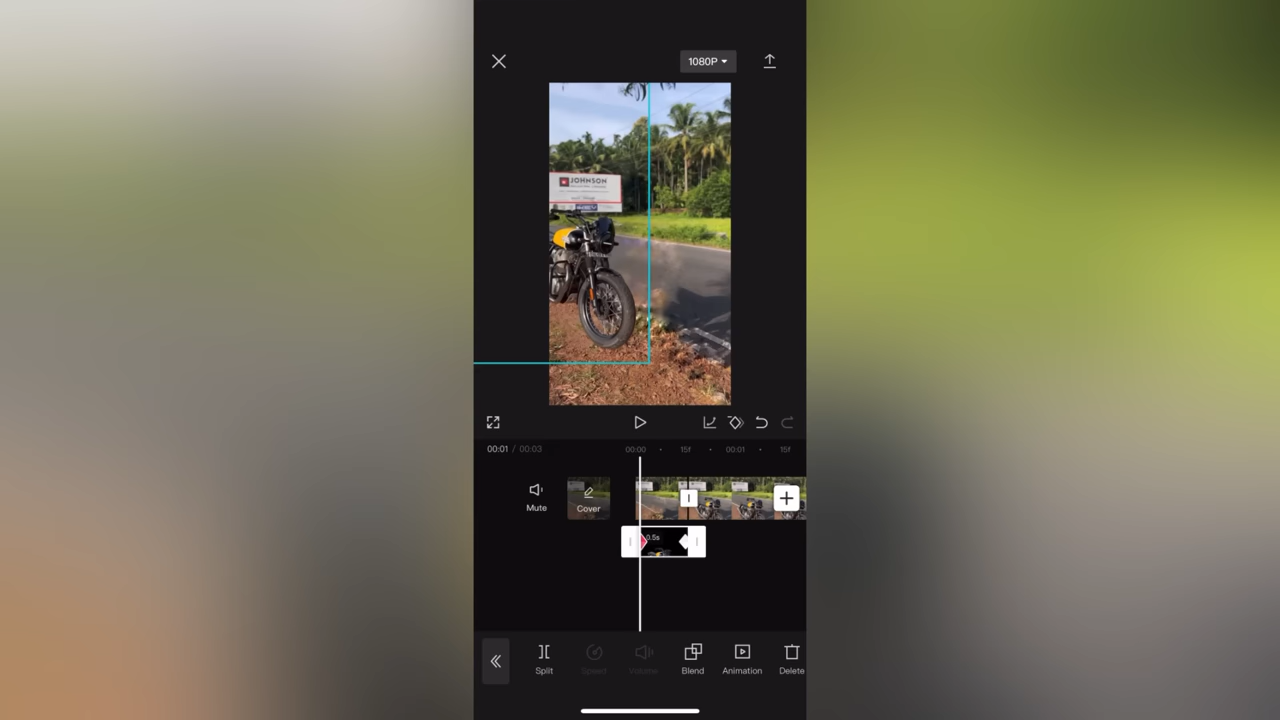 1080P
JOHNSON
00:01 / 00:03
00:00
15f
00:01
15f
Mute
Cover
0.5s
Split
Speed
Volume
Blend
Animation
Delete